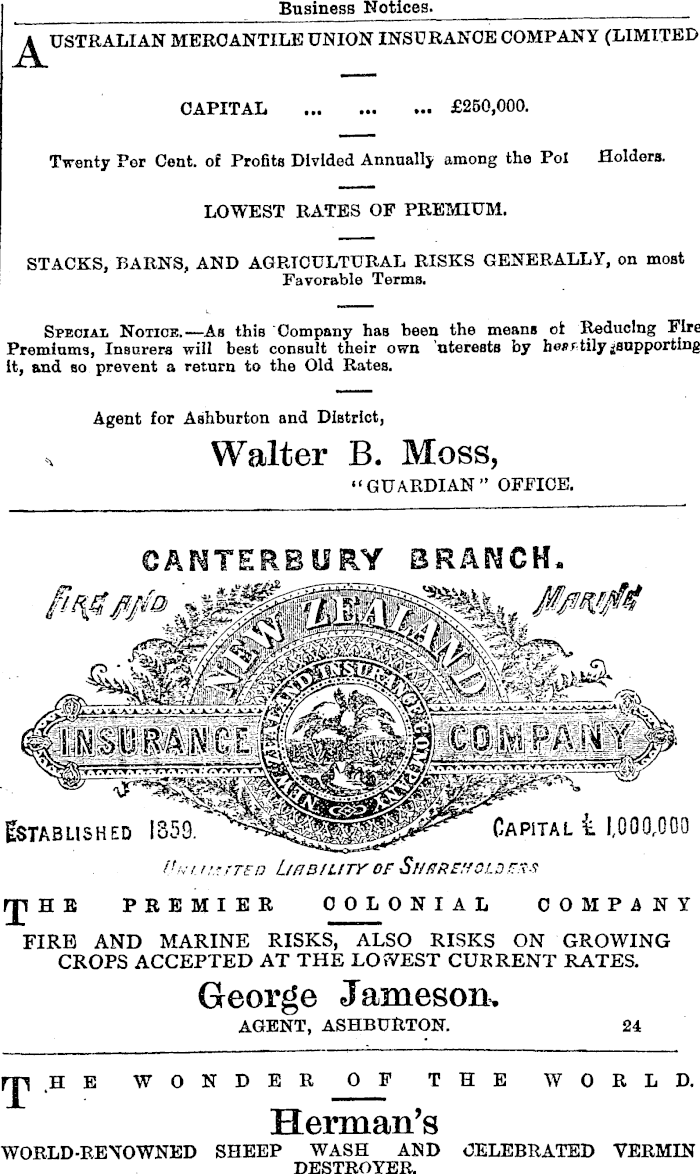 Business Notices.
AUSTRALIAN MERCANTILE UNION INSURANCE COMPANY (LIMITED
CAPITAL ... ... ... £250,000.
Twenty Per Cent. of Profits Divided Annually among the Pol Holders.
LOWEST RATES OF PREMIUM.
STACKS, BARNS, AND AGRICULTURAL RISKS GENERALLY, on most
Favorable Terms.
SPECIAL NOTICE.—As this Company has been the means of Reducing Fire
Premiums, Insurers will best consult their own nterests by heartily supporting
it, and so prevent a return to the Old Rates.
Agent for Ashburton and District,
Walter B. Moss,
"GUARDIAN" OFFICE.
CANTERBURY BRANCH.
FIRE AND MARINE
NEW ZEALAND
INSURANCE COMPANY
NEW ZEALAND INSURANCE COMPANY
ESTABLISHED 1859. CAPITAL £1,000,000
UNLIMITED LIABILITY OF SHAREHOLDERS
THE PREMIER COLONIAL COMPANY
FIRE AND MARINE RISKS, ALSO RISKS ON GROWING
CROPS ACCEPTED AT THE LOWEST CURRENT RATES.
George Jameson.
AGENT, ASHBURTON. 24
THE WONDER OF THE WORLD.
Herman's
WORLD-RENOWNED SHEEP WASH AND CELEBRATED VERMIN
DESTROYER.